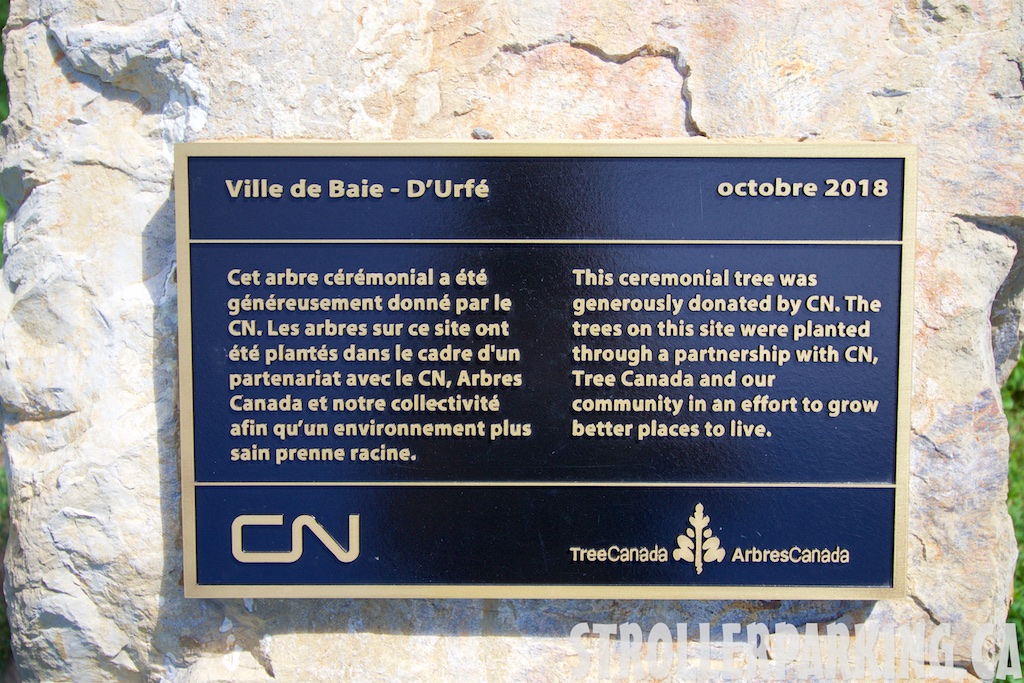 Ville de Baie - D'Urfé
octobre 2018
Cet arbre cérémonial a été
généreusement donné par le
CN. Les arbres sur ce site ont
été plantés dans le cadre d'un
partenariat avec le CN, Arbres
Canada et notre collectivité
afin qu'un environnement plus
sain prenne racine.
This ceremonial tree was
generously donated by CN. The
trees on this site were planted
through a partnership with CN,
Tree Canada and our
community in an effort to grow
better places to live.
CN
TreeCanada ArbresCanada
STROLLERPARKING.CA